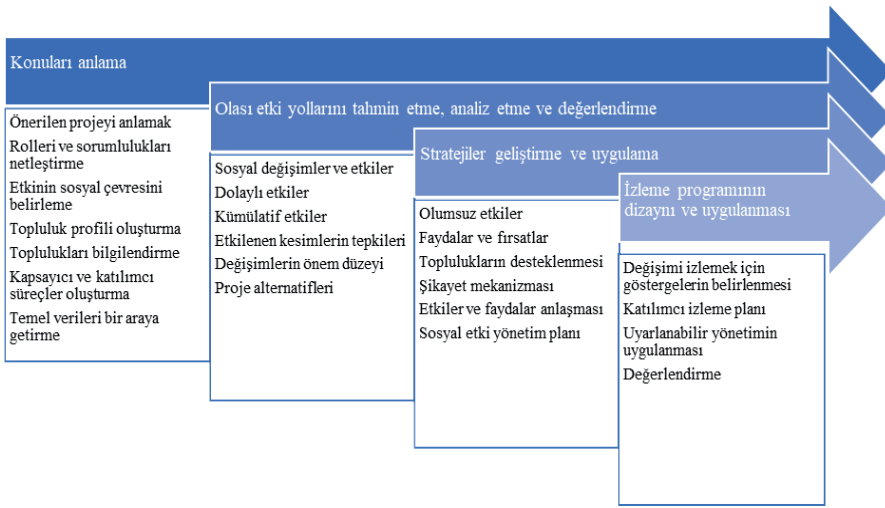 Konuları anlama
Önerilen projeyi anlamak
Rolleri ve sorumlulukları
netleştirme
Etkinin sosyal çevresini
belirleme
Topluluk profili oluşturma
Toplulukları bilgilendirme
Kapsayıcı ve katılımcı
süreçler oluşturma
Temel verileri bir araya
getirme
Olası etki yollarını tahmin etme, analiz etme ve değerlendirme
Sosyal değişimler ve etkiler
Dolaylı etkiler
Kümülatif etkiler
Etkilenen kesimlerin tepkileri
Değişimlerin önem düzeyi
Proje alternatifleri
Stratejiler geliştirme ve uygulama
Olumsuz etkiler
Faydalar ve fırsatlar
Toplulukların desteklenmesi
Şikayet mekanizması
Etkiler ve faydalar anlaşması
Sosyal etki yönetim planı
İzleme programının
dizaynı ve uygulanması
Değişimi izlemek için
göstergelerin belirlenmesi
Katılımcı izleme planı
Uyarlanabilir yönetimin
uygulanması
Değerlendirme